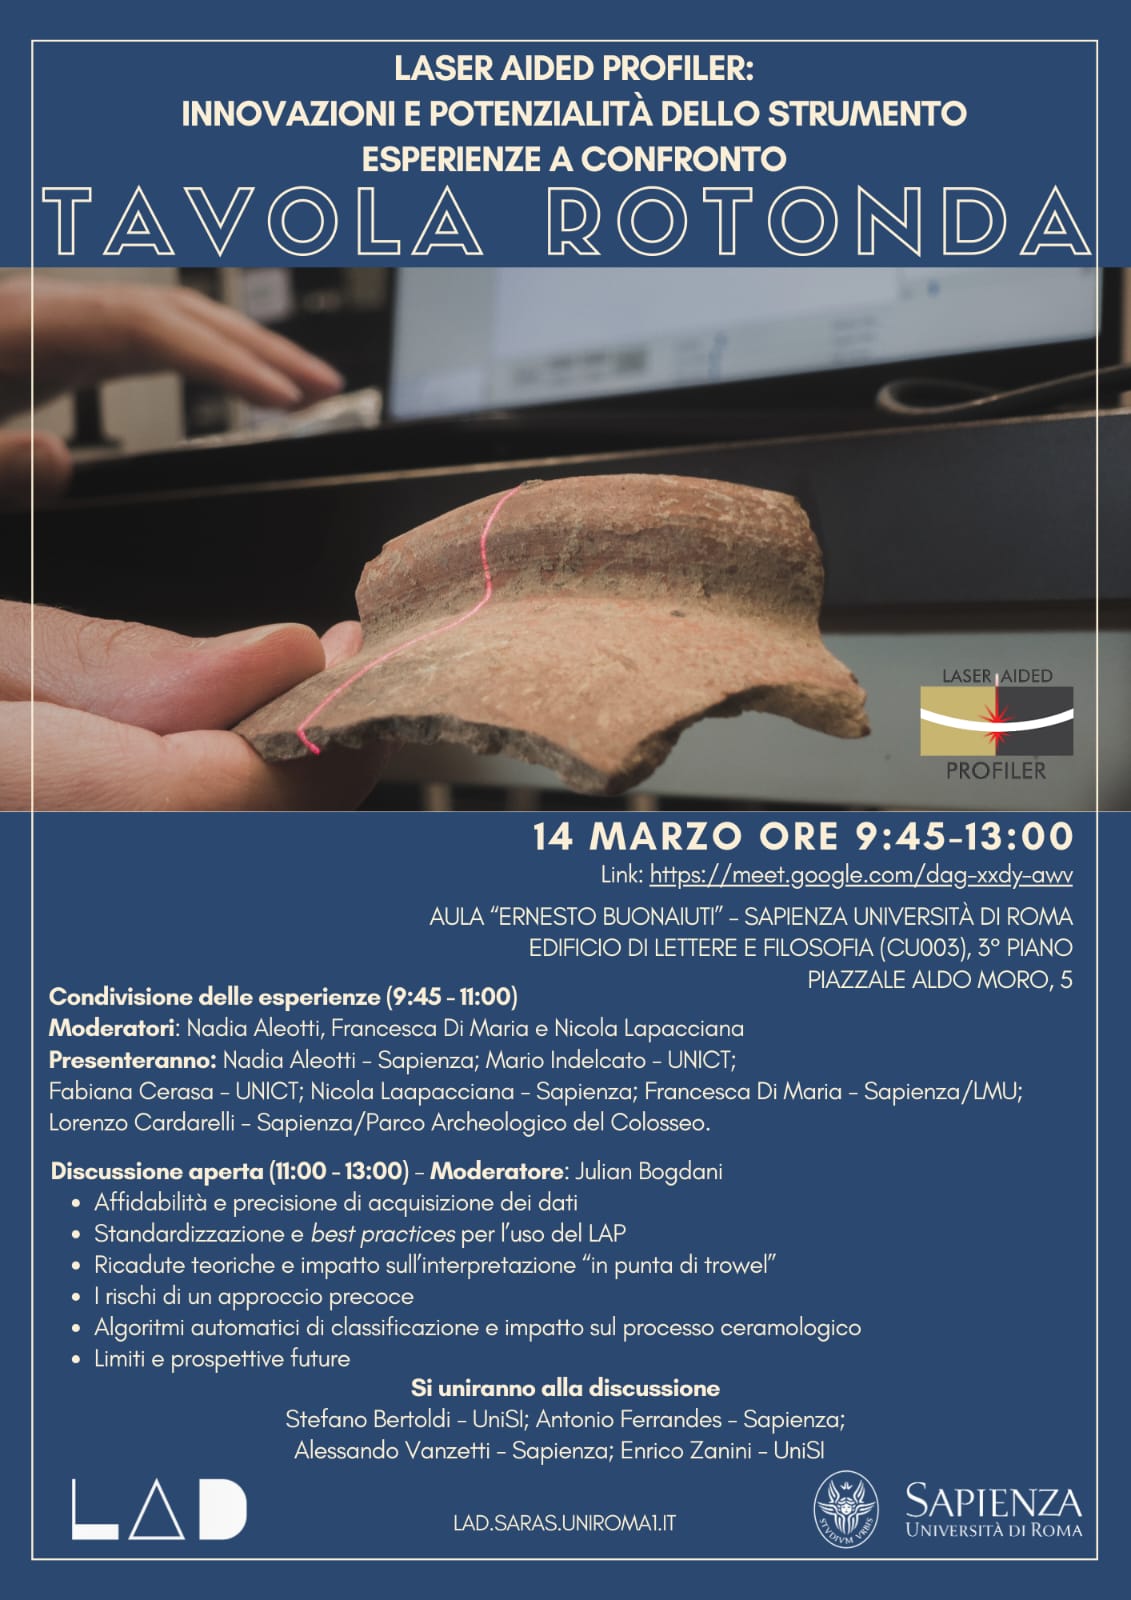 LASER AIDED PROFILER:
INNOVAZIONI E POTENZIALITÀ DELLO STRUMENTO
ESPERIENZE A CONFRONTO
TAVOLA ROTONDA
LASER AIDED
PROFILER
14 MARZO ORE 9:45-13:00
Link: https://meet.google.com/dag-xxdy-awv
AULA “ERNESTO BUONAIUTI” - SAPIENZA UNIVERSITÀ DI ROMA
EDIFICIO DI LETTERE E FILOSOFIA (CU003), 3° PIANO
PIAZZALE ALDO MORO, 5
Condivisione delle esperienze (9:45 - 11:00)
Moderatori: Nadia Aleotti, Francesca Di Maria e Nicola Lapacciana
Presenteranno: Nadia Aleotti - Sapienza; Mario Indelcato - UNICT;
Fabiana Cerasa - UNICT; Nicola Laapacciana - Sapienza; Francesca Di Maria - Sapienza/LMU;
Lorenzo Cardarelli - Sapienza/Parco Archeologico del Colosseo.
Discussione aperta (11:00 - 13:00) - Moderatore: Julian Bogdani
• Affidabilità e precisione di acquisizione dei dati
• Standardizzazione e best practices per l’uso del LAP
• Ricadute teoriche e impatto sull’interpretazione “in punta di trowel”
• I rischi di un approccio precoce
• Algoritmi automatici di classificazione e impatto sul processo ceramologico
• Limiti e prospettive future
Si uniranno alla discussione
Stefano Bertoldi - UniSI; Antonio Ferrandes - Sapienza;
Alessando Vanzetti - Sapienza; Enrico Zanini - UniSI
LAD
LAD.SARAS.UNIROMA1.IT
STVDIVM VRBIS
SAPIENZA
UNIVERSITÀ DI ROMA